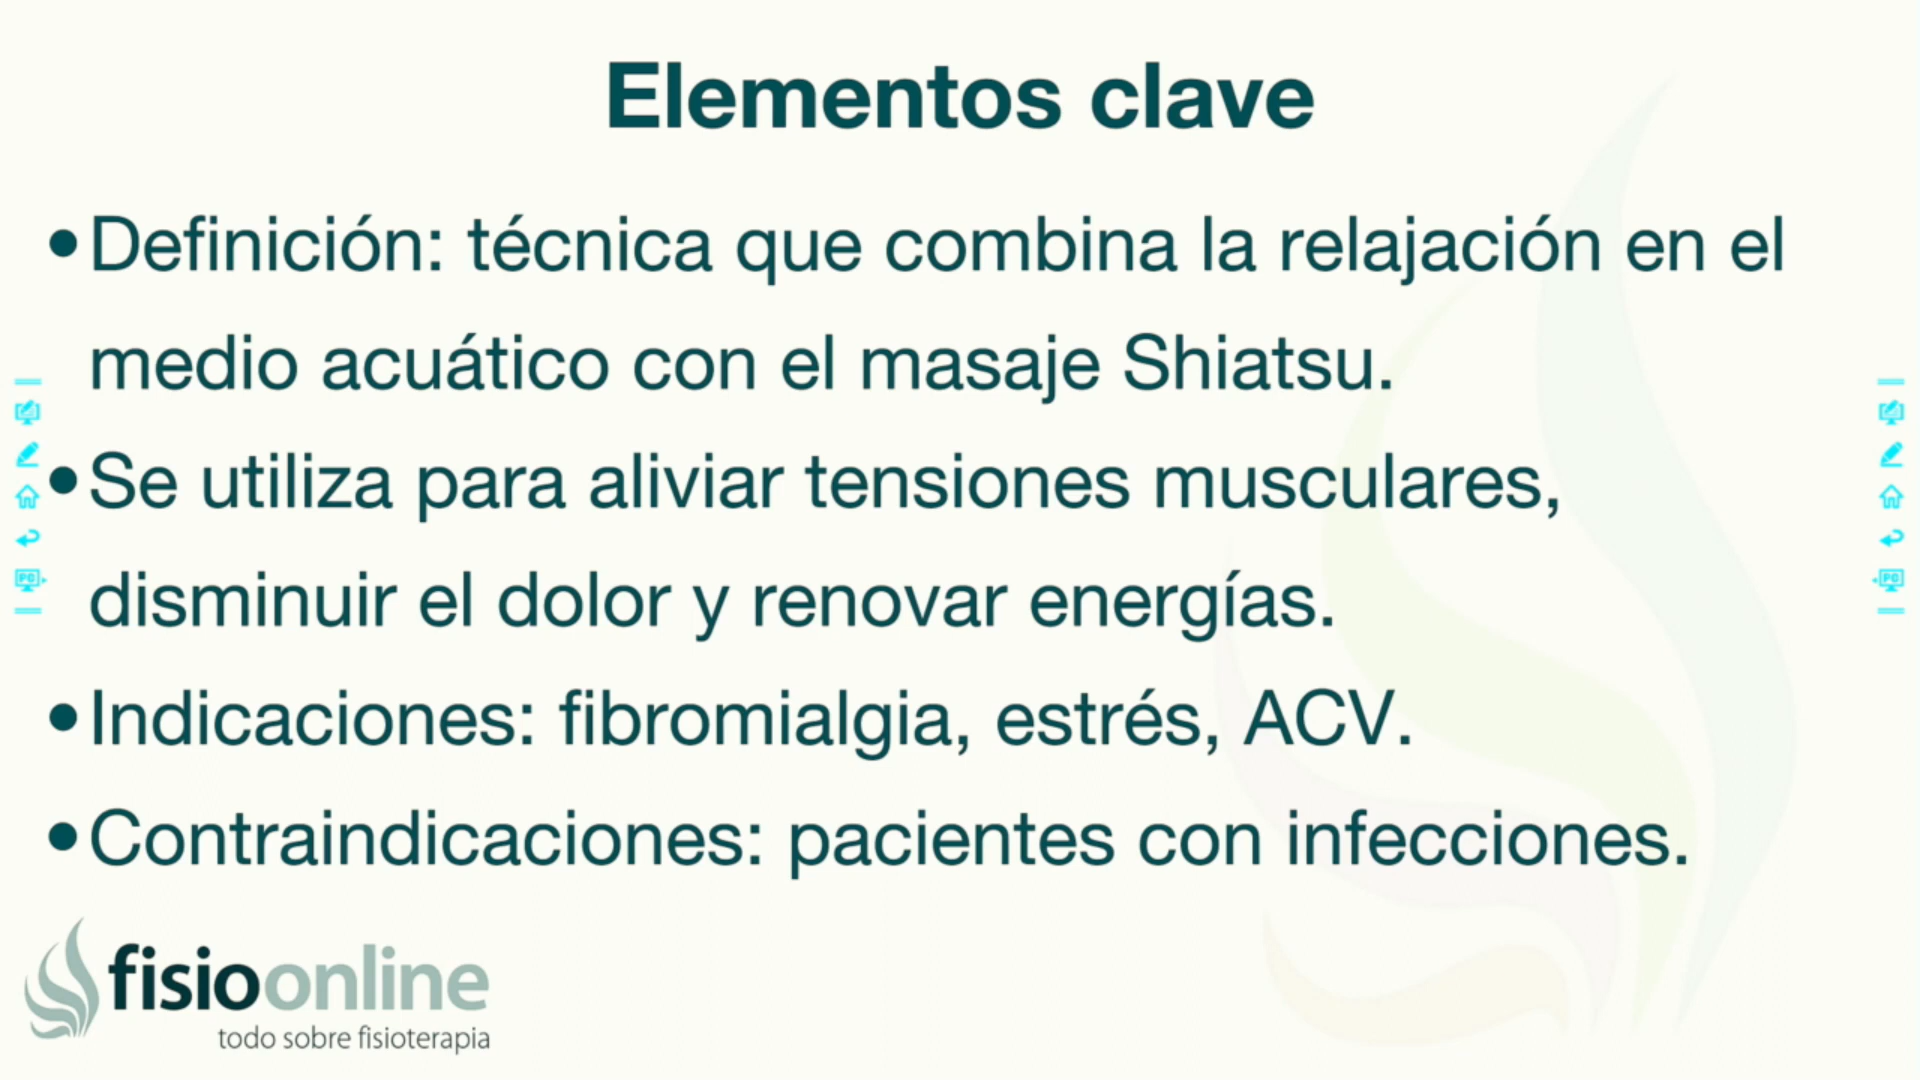 Elementos clave
•Definición: técnica que combina la relajación en el
medio acuático con el masaje Shiatsu.
•Se utiliza para aliviar tensiones musculares,
disminuir el dolor y renovar energías.
•Indicaciones: fibromialgia, estrés, ACV.
•Contraindicaciones: pacientes con infecciones.
PC
PC
fisioonline
todo sobre fisioterapia